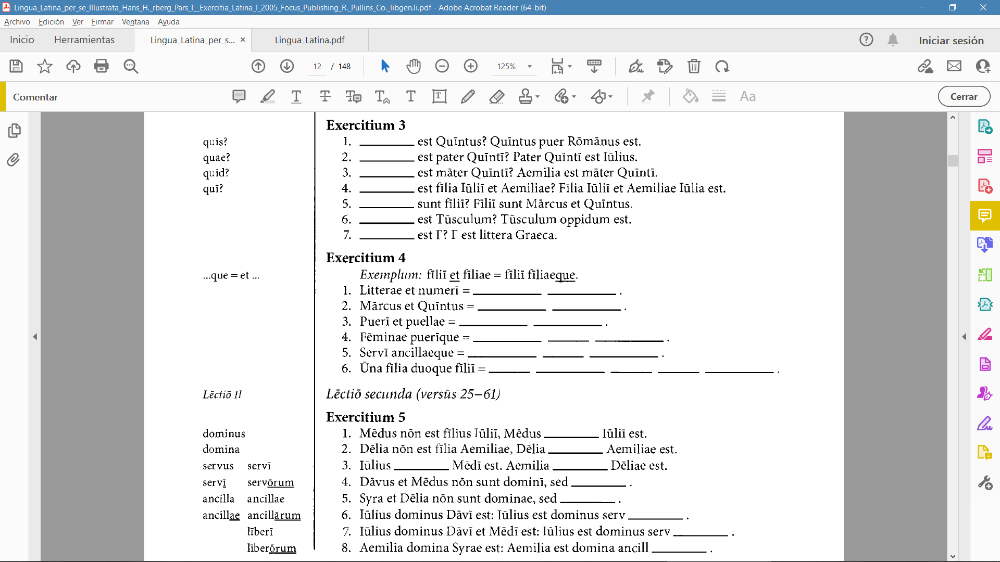 Lingua_Latina_per_se_Illustrata_Hans_H._rberg_Pars_I__Exercitia_Latina_I_2005_Focus_Publishing_R._Pullins_Co._libgen.li.pdf - Adobe Acrobat Reader (64-bit)
Archivo Edición Ver Firmar Ventana Ayuda
Inicio Herramientas Lingua_Latina_per_s... × Lingua_Latina.pdf Iniciar sesión
12 / 148 125%
Comentar Cerrar
Exercitium 3
quis? 1. ________ est Quīntus? Quīntus puer Rōmānus est.
quae? 2. ________ est pater Quīntī? Pater Quīntī est Iūlius.
quid? 3. ________ est māter Quīntī? Aemilia est māter Quīntī.
quī? 4. ________ est fīlia Iūliī et Aemiliae? Fīlia Iūliī et Aemiliae Iūlia est.
5. ________ sunt fīliī? Fīliī sunt Mārcus et Quīntus.
6. ________ est Tūsculum? Tūsculum oppidum est.
7. ________ est Γ? Γ est littera Graeca.
Exercitium 4
...que = et ... Exemplum: fīliī et fīliae = fīliī fīliaeque.
1. Litterae et numerī = __________ __________ .
2. Mārcus et Quīntus = __________ __________ .
3. Puerī et puellae = __________ __________ .
4. Fēminae puerīque = __________ ______ __________ .
5. Servī ancillaeque = __________ ______ __________ .
6. Ūna fīlia duoque fīliī = ______ __________ ______ ______ __________ .
Lēctiō II Lēctiō secunda (versūs 25–61)
Exercitium 5
dominus 1. Mēdus nōn est fīlius Iūliī, Mēdus ________ Iūliī est.
domina 2. Dēlia nōn est fīlia Aemiliae, Dēlia ________ Aemiliae est.
servus servī 3. Iūlius ________ Mēdī est. Aemilia ________ Dēliae est.
servī servōrum 4. Dāvus et Mēdus nōn sunt dominī, sed ________ .
ancilla ancillae 5. Syra et Dēlia nōn sunt dominae, sed ________ .
ancillae ancillārum 6. Iūlius dominus Dāvī est: Iūlius est dominus serv ________ .
līberī 7. Iūlius dominus Dāvī et Mēdī est: Iūlius est dominus serv ________ .
līberōrum 8. Aemilia domina Syrae est: Aemilia est domina ancill ________ .